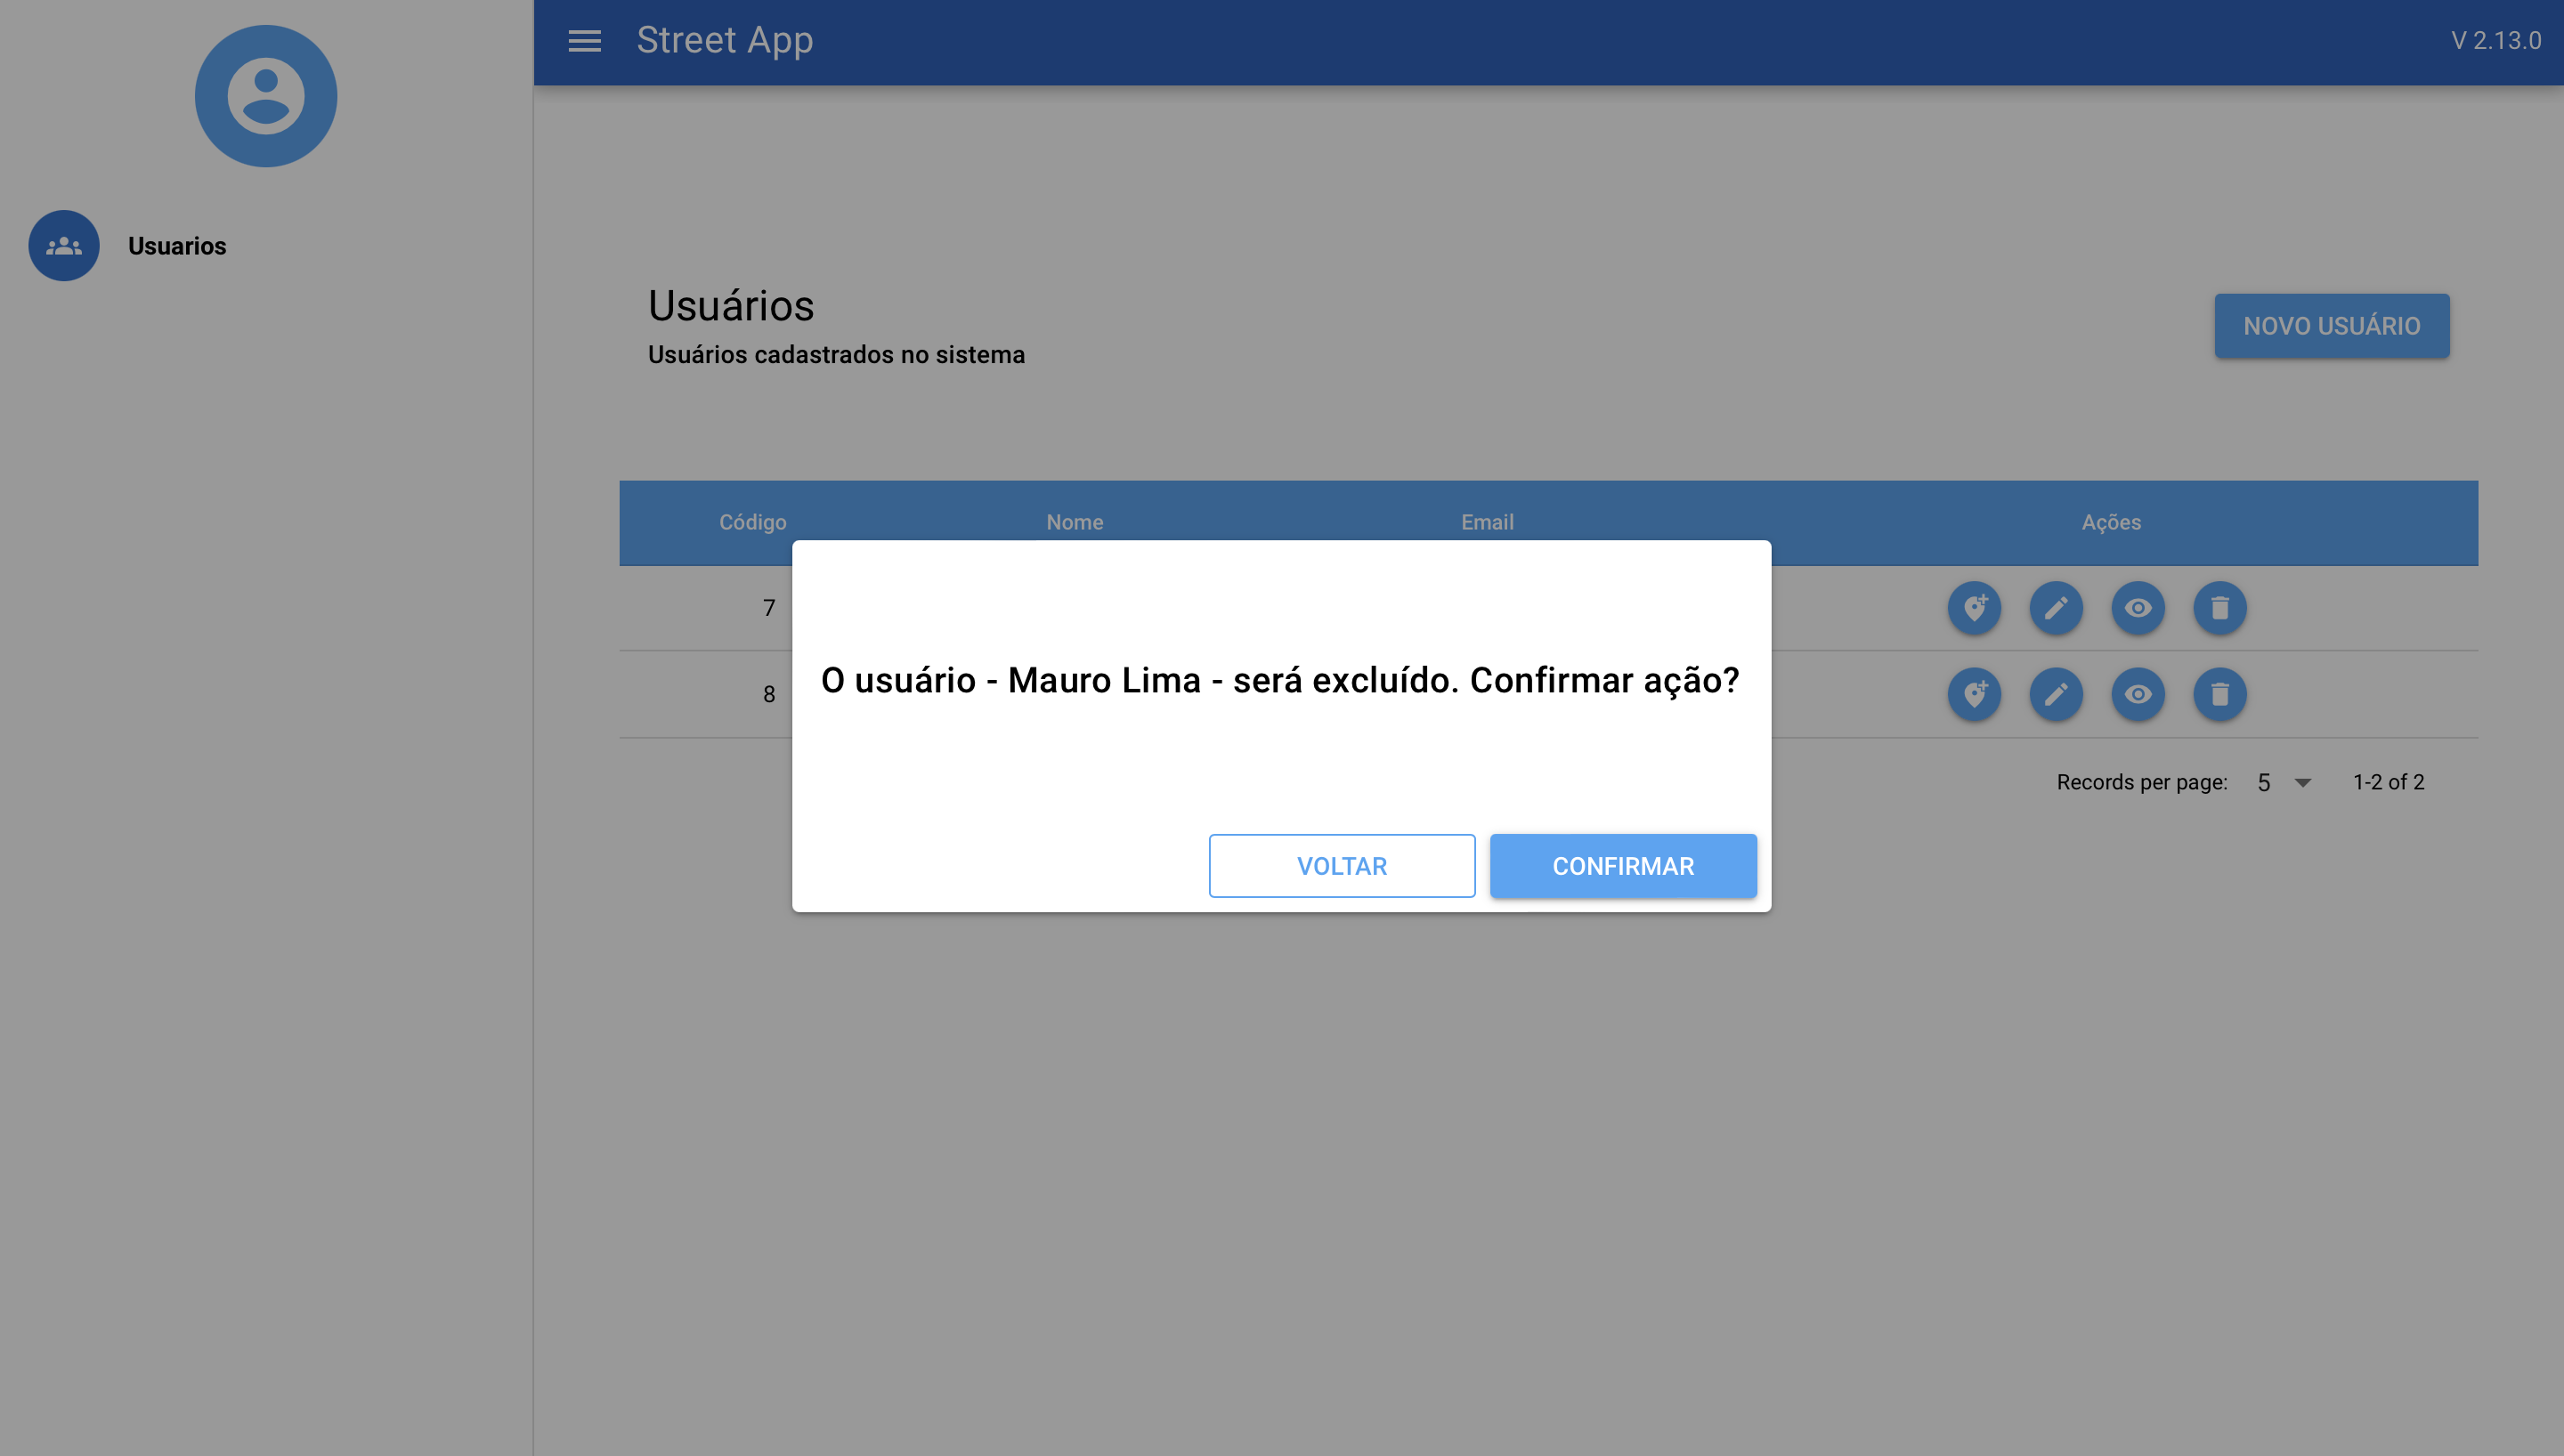 Street App
V 2.13.0
Usuarios
Usuários
Usuários cadastrados no sistema
NOVO USUÁRIO
Código Nome Email Ações
7
8
O usuário - Mauro Lima - será excluído. Confirmar ação?
Records per page: 5 1-2 of 2
VOLTAR CONFIRMAR